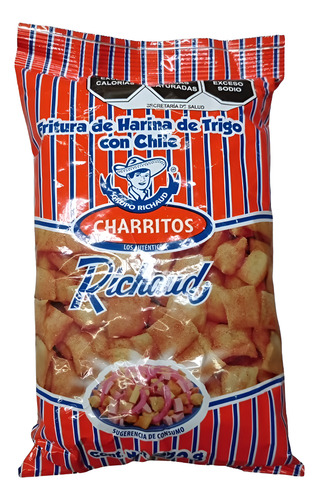 CALORÍAS
SATURADAS
EXCESO
SODIO
SECRETARÍA DE SALUD
Fritura de Harina de Trigo
con Chile
GRUPO RICHAUD
CHARRITOS
LOS AUTÉNTICOS
Richaud
SUGERENCIA DE CONSUMO